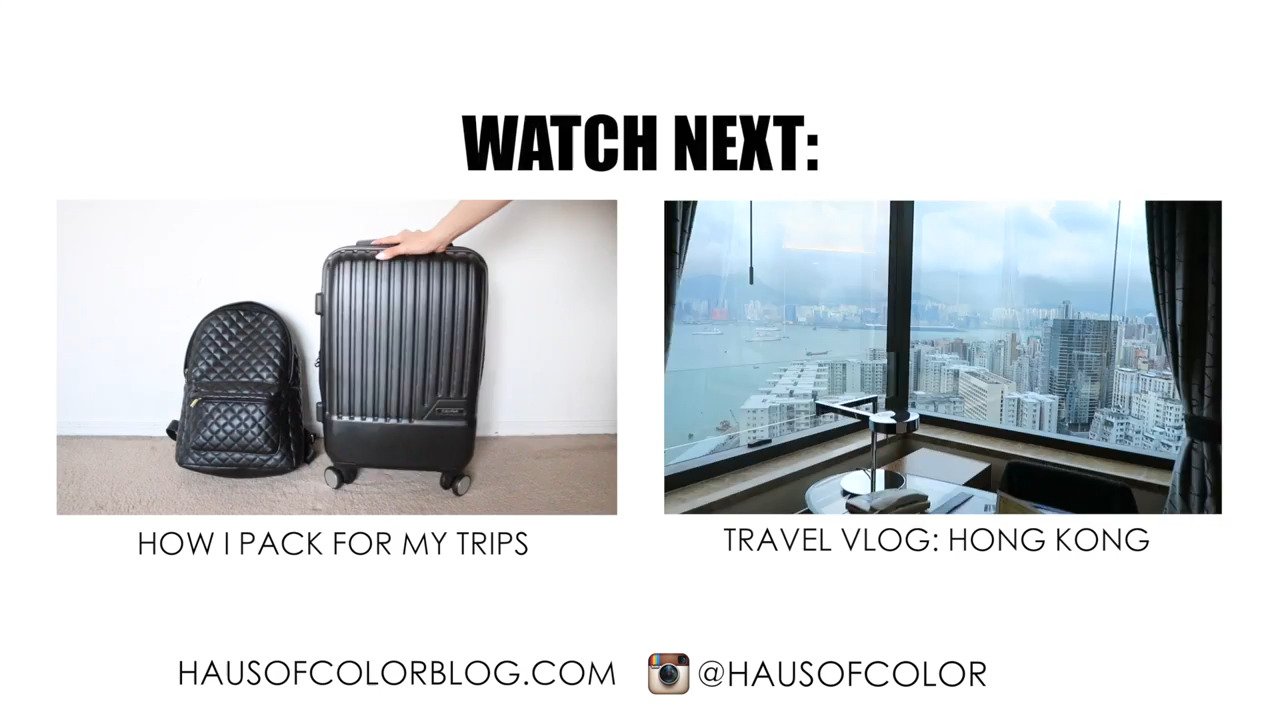 WATCH NEXT:
HOW I PACK FOR MY TRIPS
TRAVEL VLOG: HONG KONG
HAUSOFCOLORBLOG.COM
@HAUSOFCOLOR